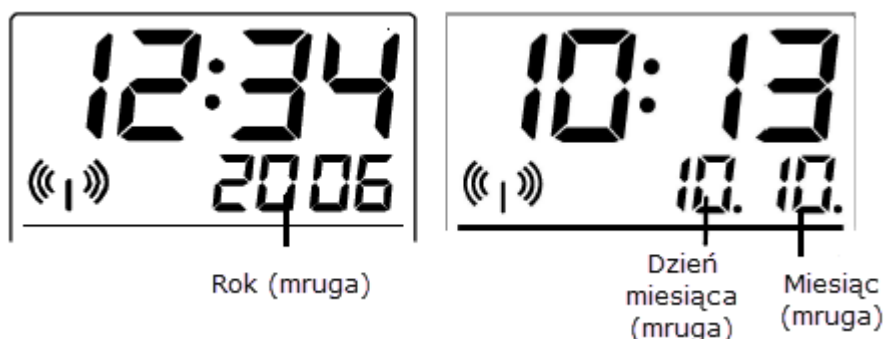 12:34
2006
Rok (mruga)
10:13
10. 10.
Dzień
miesiąca
(mruga)
Miesiąc
(mruga)